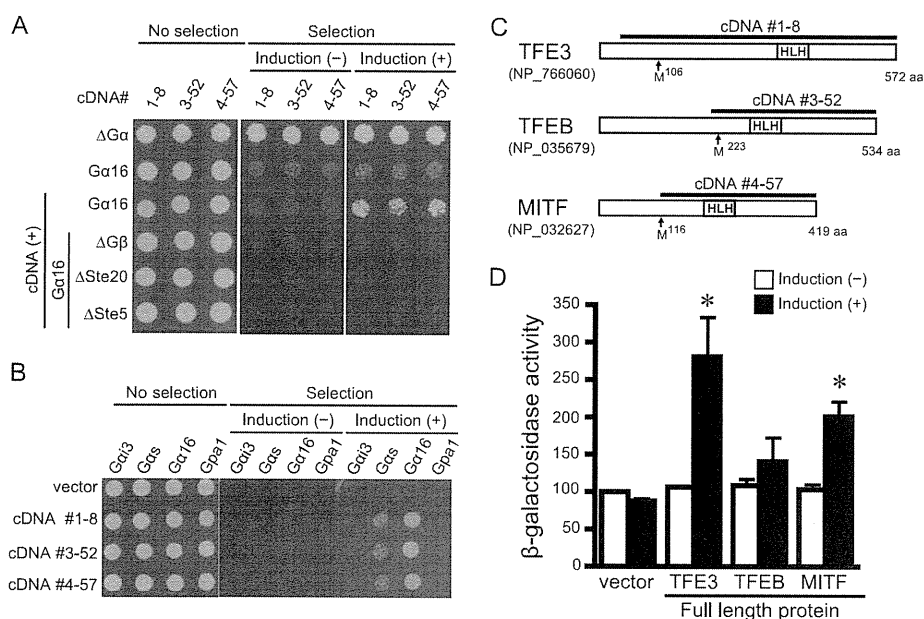 A
No selection
Selection
Induction (−)
Induction (+)
cDNA#
1-8
3-52
4-57
1-8
3-52
4-57
1-8
3-52
4-57
ΔGα
Gα16
Gα16
ΔGβ
ΔSte20
ΔSte5
cDNA (+)
Gα16
B
No selection
Selection
Induction (−)
Induction (+)
Gαi3
Gαs
Gα16
Gpa1
Gαi3
Gαs
Gα16
Gpa1
Gαi3
Gαs
Gα16
Gpa1
vector
cDNA #1-8
cDNA #3-52
cDNA #4-57
C
cDNA #1-8
TFE3
HLH
(NP_766060)
M106
572 aa
cDNA #3-52
TFEB
HLH
(NP_035679)
M 223
534 aa
cDNA #4-57
MITF
HLH
(NP_032627)
M116
419 aa
D
Induction (−)
Induction (+)
β-galactosidase activity
350
300
250
200
150
100
50
0
*
*
vector
TFE3
TFEB
MITF
Full length protein